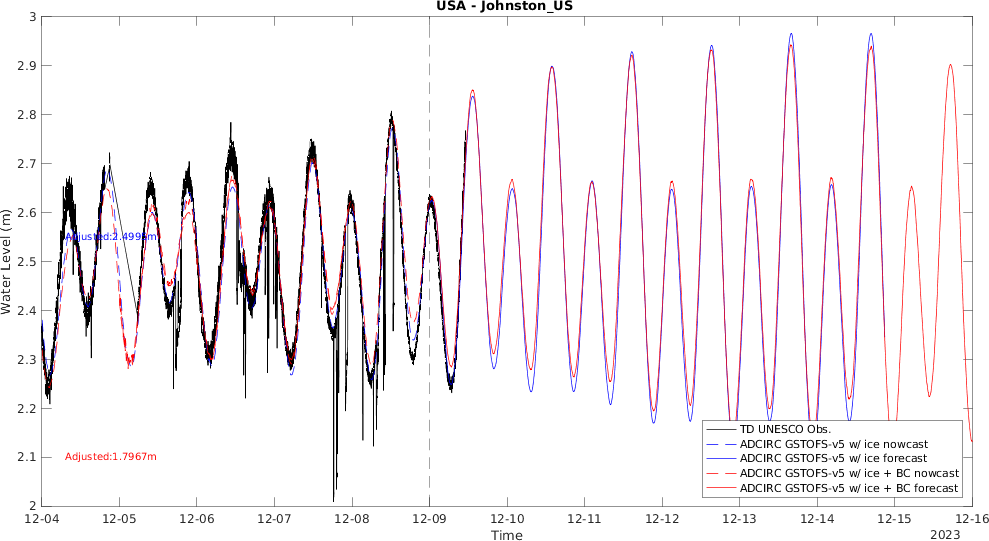 USA - Johnston_US
Water Level (m)
3
2.9
2.8
2.7
2.6
2.5
2.4
2.3
2.2
2.1
2
Adjusted:2.4995m
Adjusted:1.7967m
TD UNESCO Obs.
ADCIRC GSTOFS-v5 w/ ice nowcast
ADCIRC GSTOFS-v5 w/ ice forecast
ADCIRC GSTOFS-v5 w/ ice + BC nowcast
ADCIRC GSTOFS-v5 w/ ice + BC forecast
12-04 12-05 12-06 12-07 12-08 12-09 12-10 12-11 12-12 12-13 12-14 12-15 12-16
Time
2023